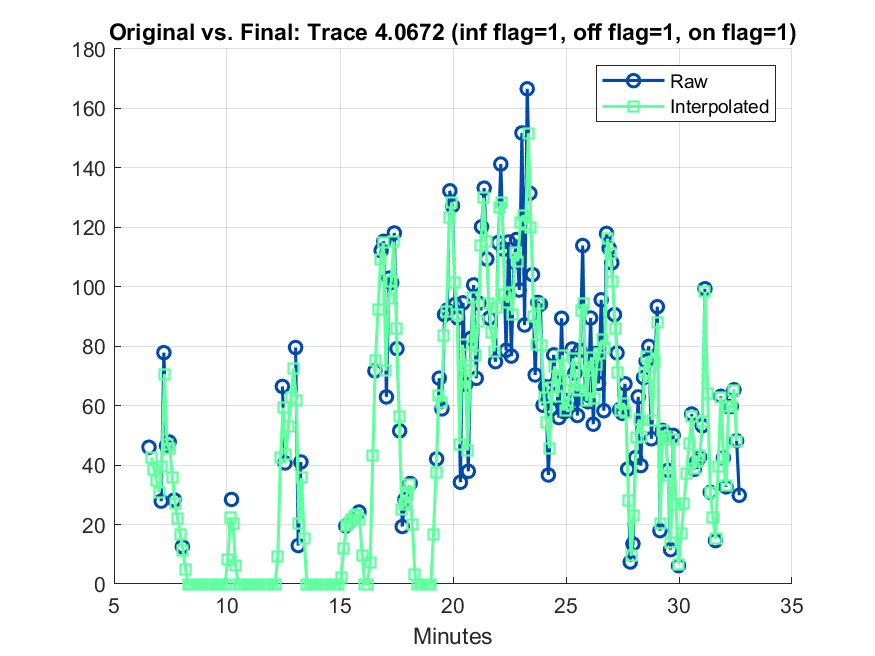 Original vs. Final: Trace 4.0672 (inf flag=1, off flag=1, on flag=1)
180
160
140
120
100
80
60
40
20
0
Raw
Interpolated
5 10 15 20 25 30 35
Minutes